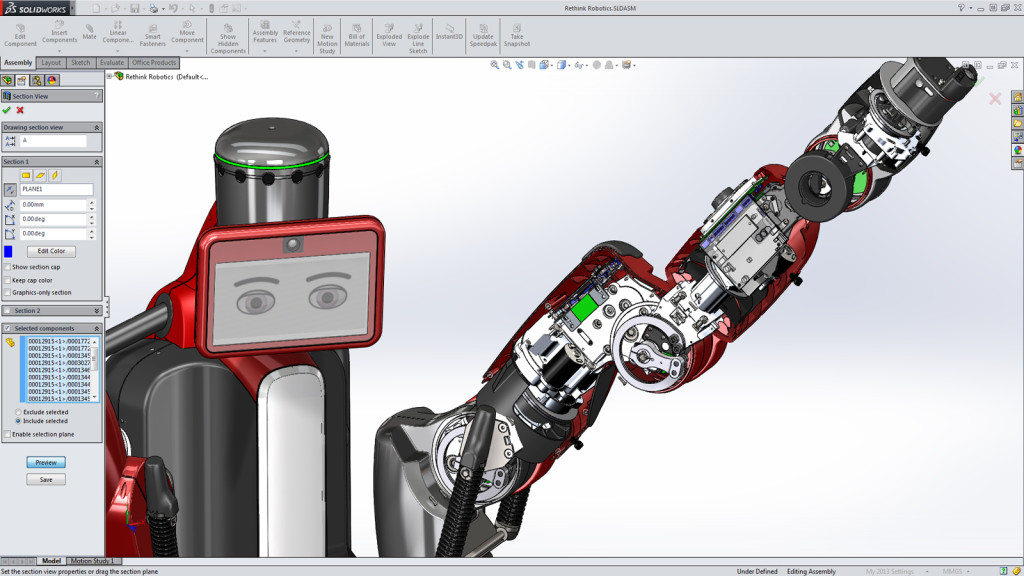 SOLIDWORKS
Rethink Robotics.SLDASM
Edit Component
Insert Components
Mate
Linear Compone...
Smart Fasteners
Move Component
Show Hidden Components
Assembly Features
Reference Geometry
New Motion Study
Bill of Materials
Exploded View
Explode Line Sketch
Instant3D
Update Speedpak
Take Snapshot
Assembly
Layout
Sketch
Evaluate
Office Products
Rethink Robotics (Default<...
Section View
Drawing section view
A
Section 1
PLANE1
0.00mm
0.00deg
0.00deg
Edit Color
Show section cap
Keep cap color
Graphics-only section
Section 2
Selected components
00012915<1>/0001772
00012915<1>/0001772
00012915<1>/0001345
00012915<1>/0003027
00012915<1>/0001346
00012915<1>/0001344
00012915<1>/0001344
00012915<1>/0001345
00012915<1>/0001345
Exclude selected
Include selected
Enable selection plane
Preview
Save
Model
Motion Study 1
Set the section view properties or drag the section plane
Under Defined
Editing Assembly
My 2013 Settings
MMGS